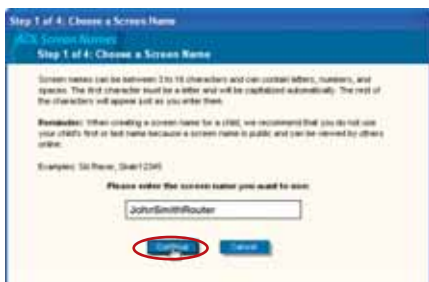 Step 1 of 4: Choose a Screen Name
AOL Screen Names
Step 1 of 4: Choose a Screen Name
Screen names can be between 3 to 16 characters and can contain letters, numbers, and
spaces. The first character must be a letter and will be capitalized automatically. The rest of
the characters will appear just as you enter them.
Reminder: When creating a screen name for a child, we recommend that you do not use
your child's first or last name because a screen name is public and can be viewed by others
online.
Examples: Ski Racer, Skate12345
Please enter the screen name you want to use:
JohnSmithRouter
Continue
Cancel